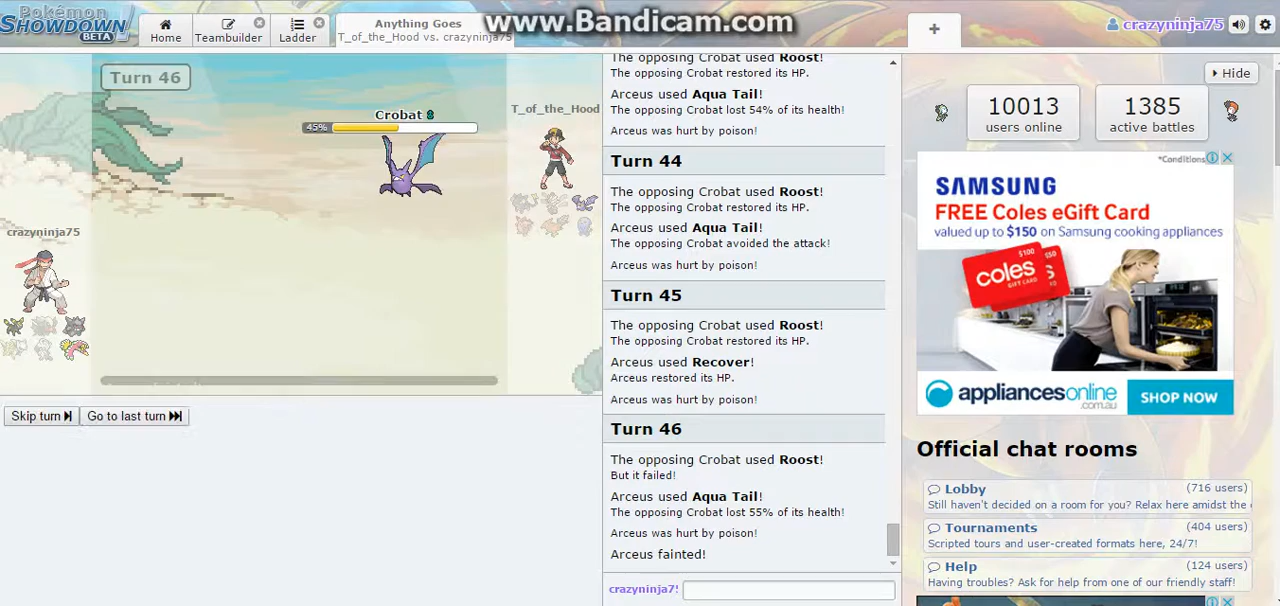 www.Bandicam.com
Pokémon
SHOWDOWN
BETA
Home
Teambuilder
Ladder
Anything Goes
T_of_the_Hood vs. crazyninja75
+
crazyninja75
Turn 46
Crobat
45%
T_of_the_Hood
crazyninja75
Skip turn
Go to last turn
The opposing Crobat used Roost!
The opposing Crobat restored its HP.
Arceus used Aqua Tail!
The opposing Crobat lost 54% of its health!
Arceus was hurt by poison!
Turn 44
The opposing Crobat used Roost!
The opposing Crobat restored its HP.
Arceus used Aqua Tail!
The opposing Crobat avoided the attack!
Arceus was hurt by poison!
Turn 45
The opposing Crobat used Roost!
The opposing Crobat restored its HP.
Arceus used Recover!
Arceus restored its HP.
Arceus was hurt by poison!
Turn 46
The opposing Crobat used Roost!
But it failed!
Arceus used Aqua Tail!
The opposing Crobat lost 55% of its health!
Arceus was hurt by poison!
Arceus fainted!
crazyninja7!
Hide
10013
users online
1385
active battles
*Conditions
SAMSUNG
FREE Coles eGift Card
valued up to $150 on Samsung cooking appliances
$100
coles
$50
appliancesonline
.com.au
SHOP NOW
Official chat rooms
Lobby (716 users)
Still haven't decided on a room for you? Relax here amidst the
Tournaments (404 users)
Scripted tours and user-created formats here, 24/7!
Help (124 users)
Having troubles? Ask for help from one of our friendly staff!